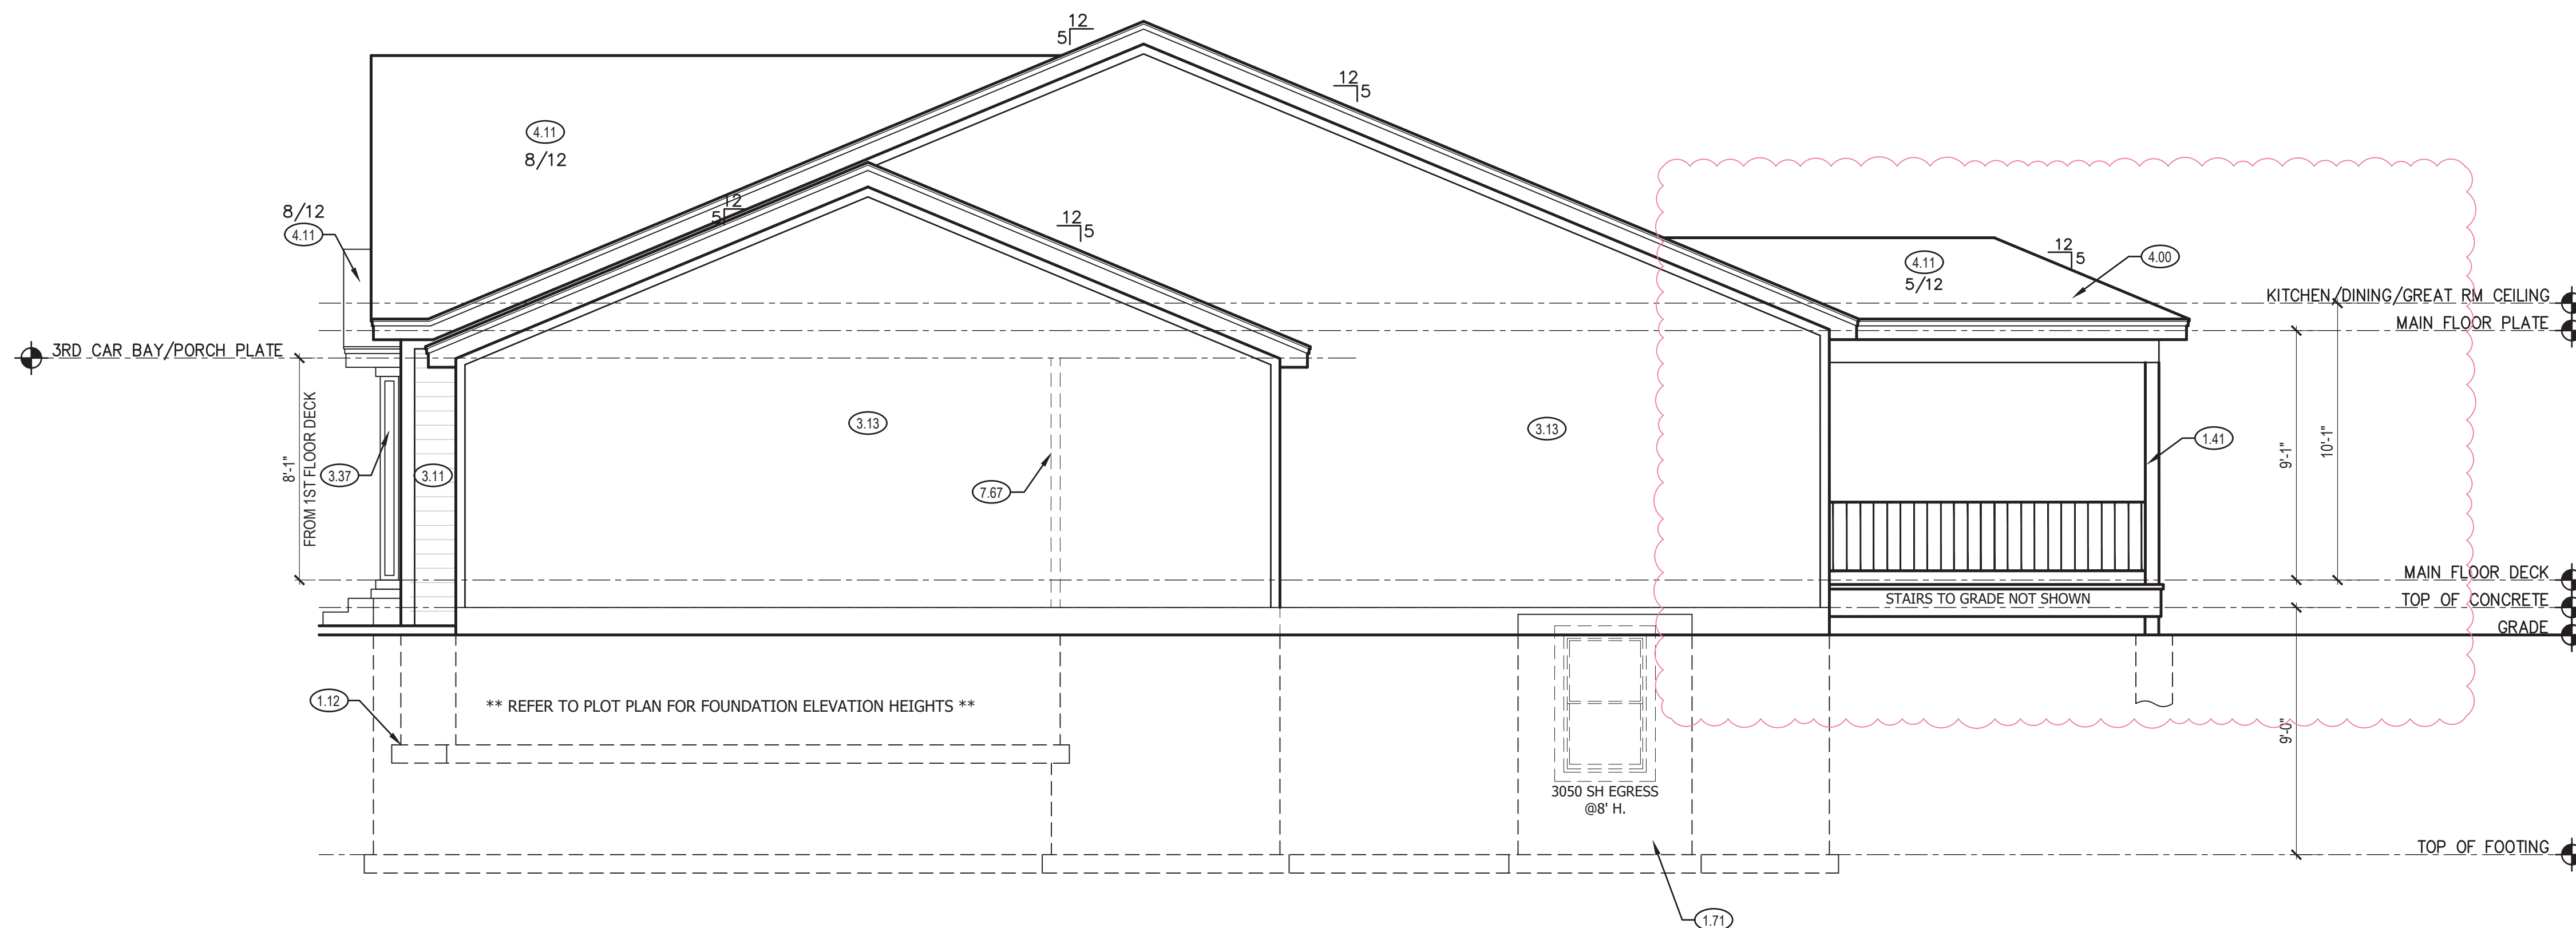 12
5
12
5
4.11
8/12
8/12
4.11
12
5
12
5
12
5
4.00
4.11
5/12
KITCHEN/DINING/GREAT RM CEILING
MAIN FLOOR PLATE
3RD CAR BAY/PORCH PLATE
8'-1"
FROM 1ST FLOOR DECK
3.37
3.11
3.13
3.13
7.67
1.41
9'-1"
10'-1"
MAIN FLOOR DECK
STAIRS TO GRADE NOT SHOWN
TOP OF CONCRETE
GRADE
1.12
** REFER TO PLOT PLAN FOR FOUNDATION ELEVATION HEIGHTS **
9'-0"
3050 SH EGRESS
@8' H.
TOP OF FOOTING
1.71